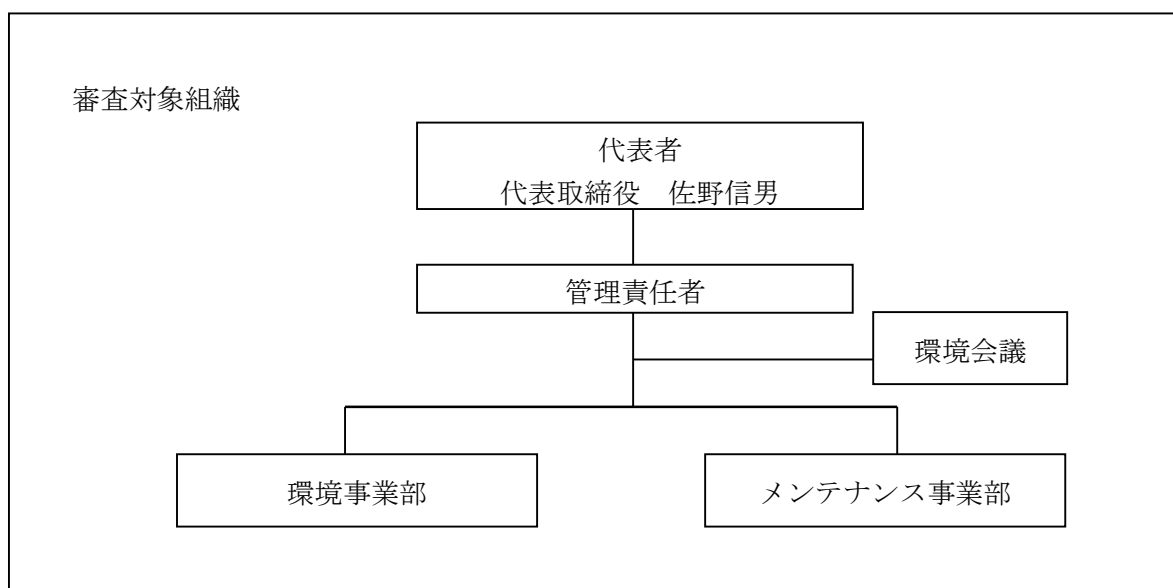 審査対象組織
代表者
代表取締役　佐野信男
管理責任者
環境会議
環境事業部
メンテナンス事業部